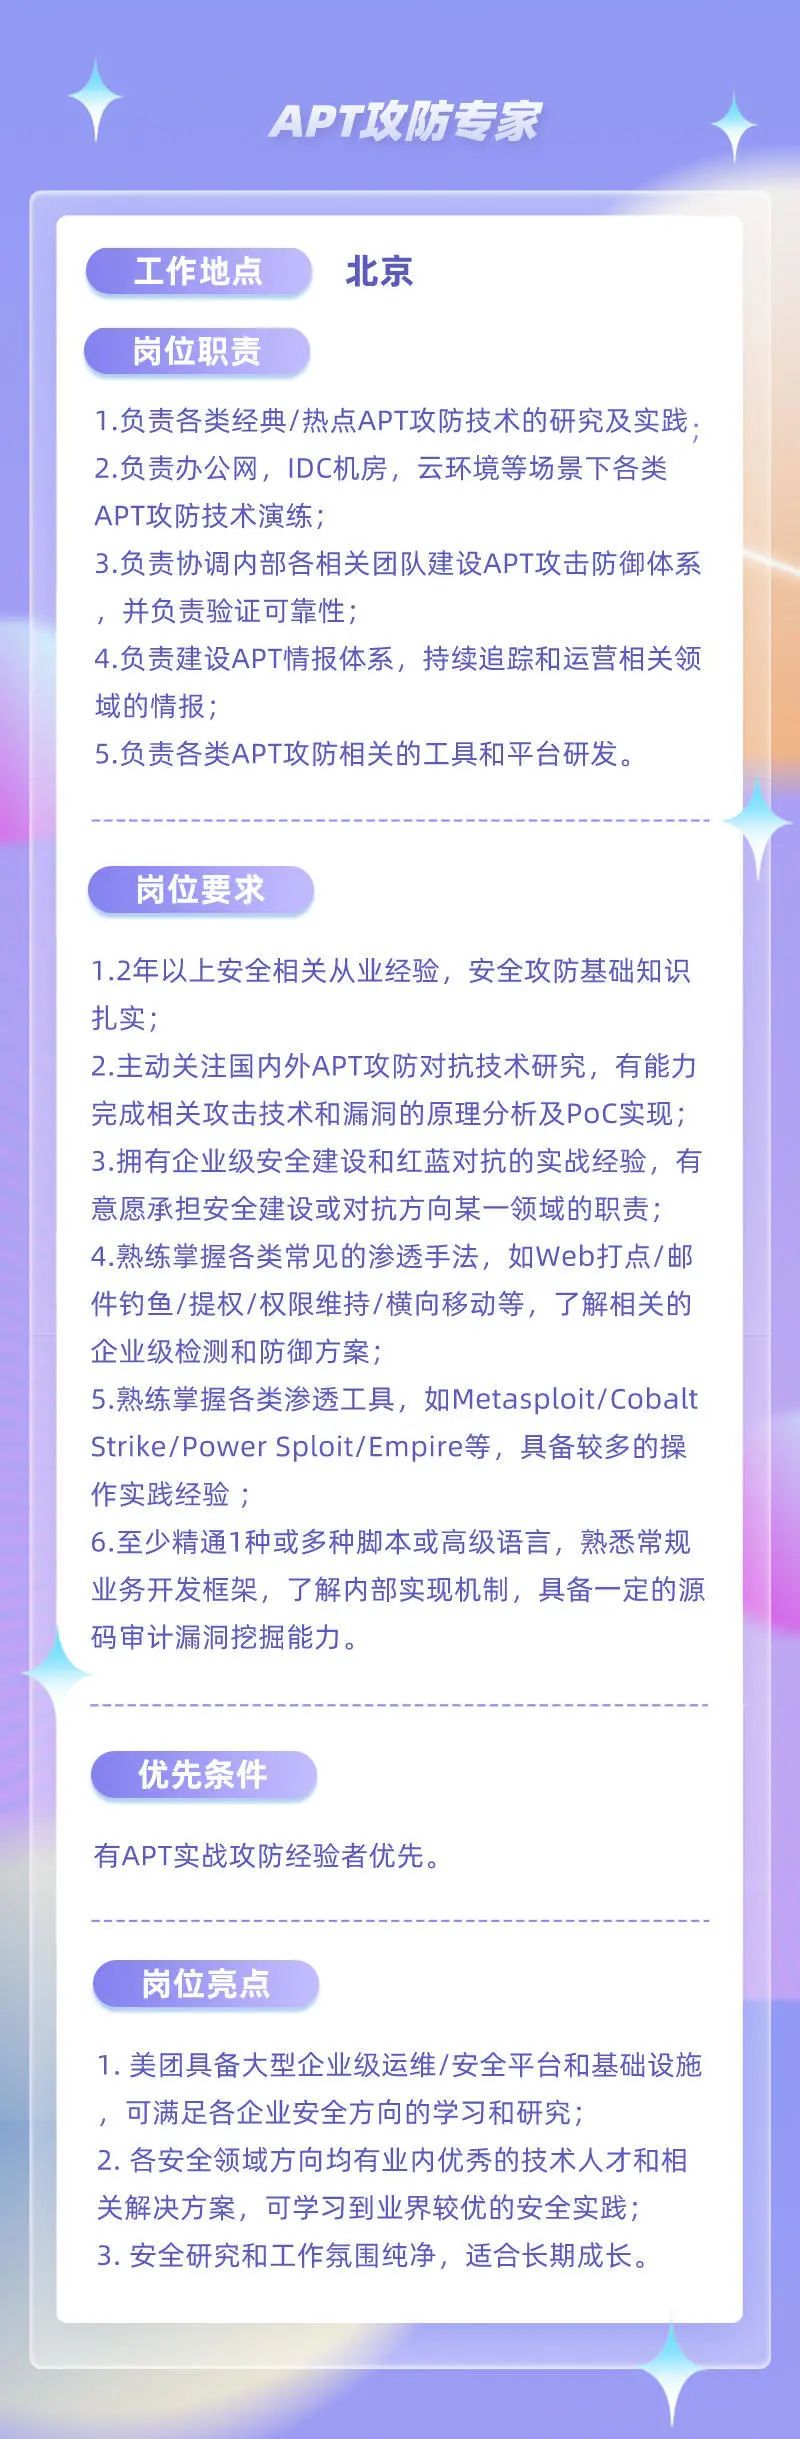 APT攻防专家
工作地点 北京
岗位职责
1.负责各类经典/热点APT攻防技术的研究及实践；
2.负责办公网，IDC机房，云环境等场景下各类
APT攻防技术演练；
3.负责协调内部各相关团队建设APT攻击防御体系
，并负责验证可靠性；
4.负责建设APT情报体系，持续追踪和运营相关领
域的情报；
5.负责各类APT攻防相关的工具和平台研发。
岗位要求
1.2年以上安全相关从业经验，安全攻防基础知识
扎实；
2.主动关注国内外APT攻防对抗技术研究，有能力
完成相关攻击技术和漏洞的原理分析及PoC实现；
3.拥有企业级安全建设和红蓝对抗的实战经验，有
意愿承担安全建设或对抗方向某一领域的职责；
4.熟练掌握各类常见的渗透手法，如Web打点/邮
件钓鱼/提权/权限维持/横向移动等，了解相关的
企业级检测和防御方案；
5.熟练掌握各类渗透工具，如Metasploit/Cobalt
Strike/Power Sploit/Empire等，具备较多的操
作实践经验 ；
6.至少精通1种或多种脚本或高级语言，熟悉常规
业务开发框架，了解内部实现机制，具备一定的源
码审计漏洞挖掘能力。
优先条件
有APT实战攻防经验者优先。
岗位亮点
1. 美团具备大型企业级运维/安全平台和基础设施
，可满足各企业安全方向的学习和研究；
2. 各安全领域方向均有业内优秀的技术人才和相
关解决方案，可学习到业界较优的安全实践；
3. 安全研究和工作氛围纯净，适合长期成长。